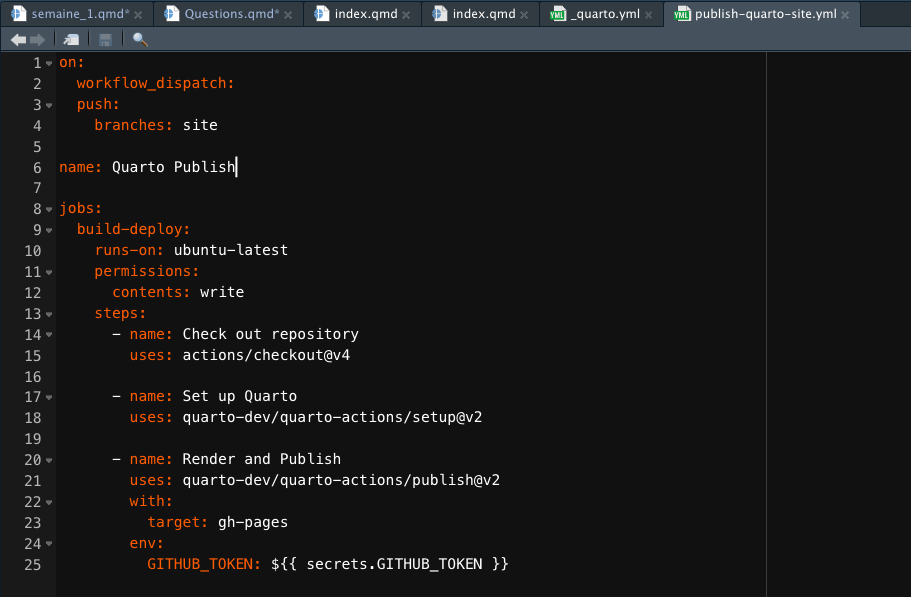 semaine_1.qmd* × Questions.qmd* × index.qmd × index.qmd × YML _quarto.yml × YML publish-quarto-site.yml ×
1 on:
2   workflow_dispatch:
3   push:
4     branches: site
5
6 name: Quarto Publish
7
8 jobs:
9   build-deploy:
10     runs-on: ubuntu-latest
11     permissions:
12       contents: write
13     steps:
14       - name: Check out repository
15         uses: actions/checkout@v4
16
17       - name: Set up Quarto
18         uses: quarto-dev/quarto-actions/setup@v2
19
20       - name: Render and Publish
21         uses: quarto-dev/quarto-actions/publish@v2
22         with:
23           target: gh-pages
24         env:
25           GITHUB_TOKEN: ${{ secrets.GITHUB_TOKEN }}